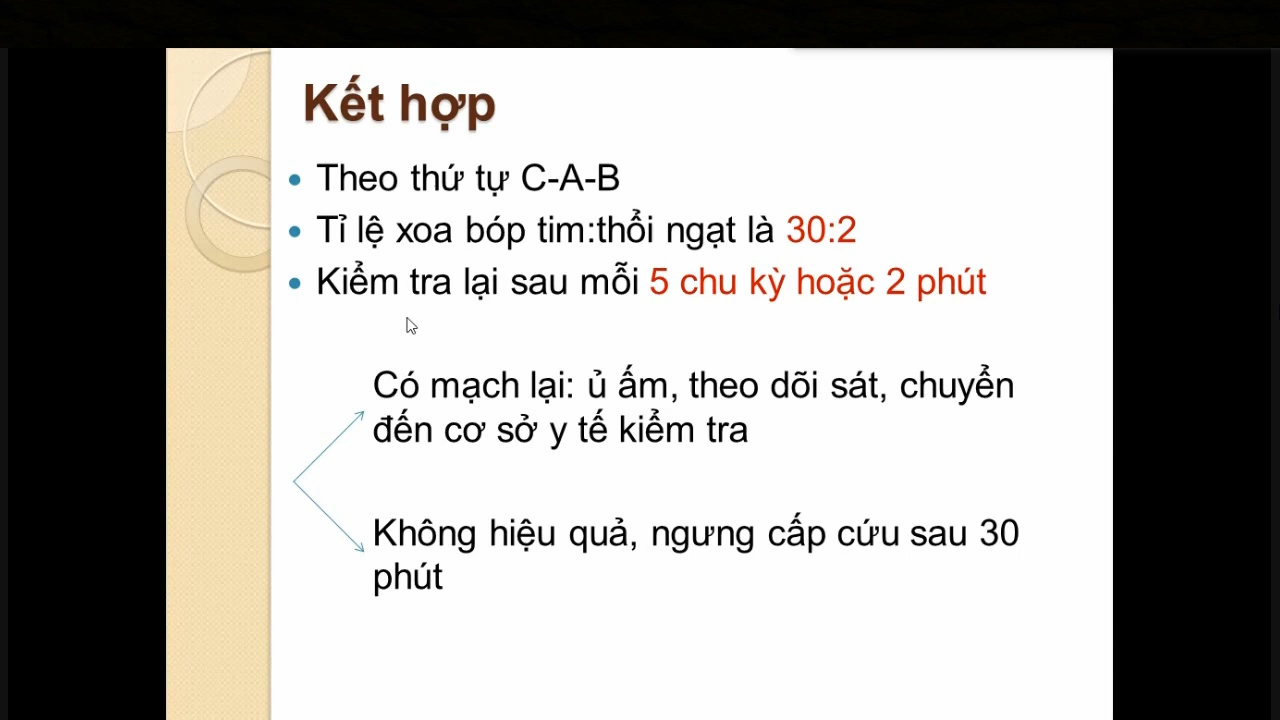 Kết hợp
Theo thứ tự C-A-B
Tỉ lệ xoa bóp tim:thổi ngạt là 30:2
Kiểm tra lại sau mỗi 5 chu kỳ hoặc 2 phút
Có mạch lại: ủ ấm, theo dõi sát, chuyển
đến cơ sở y tế kiểm tra
Không hiệu quả, ngưng cấp cứu sau 30
phút